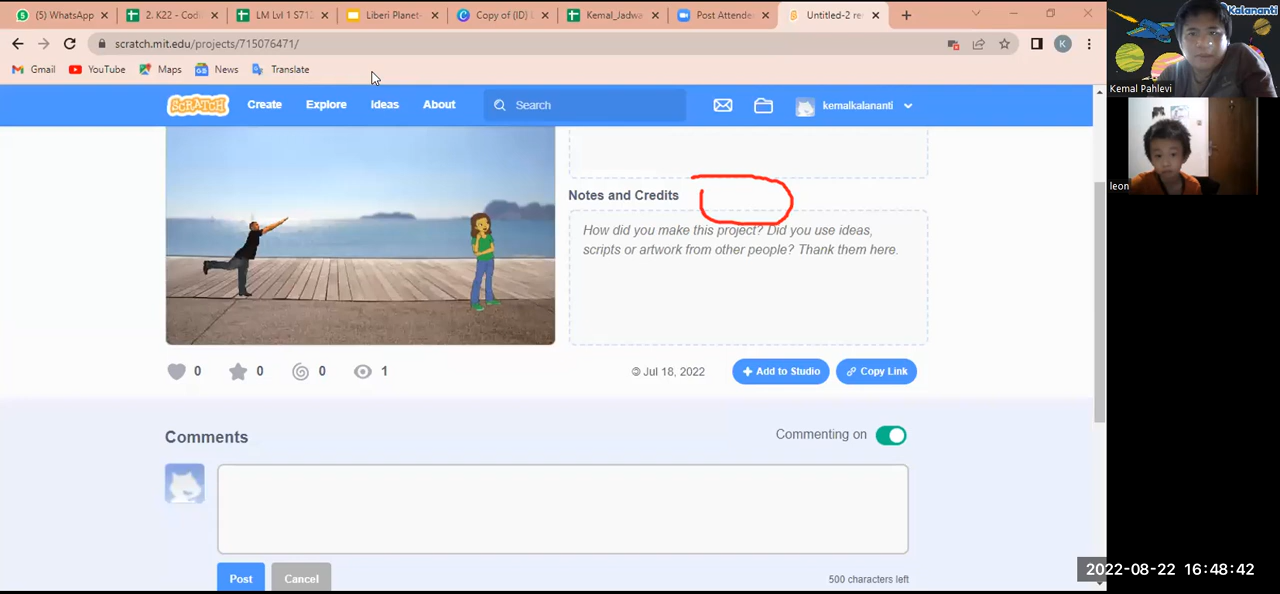 (5) WhatsApp
2. K22 - Codi
LM Lvl 1 S712
Liberi Planet-
Copy of (ID) L
Kemal_Jadwa
Post Attende
Untitled-2 re
scratch.mit.edu/projects/715076471/
K
Gmail
YouTube
Maps
News
Translate
SCRATCH
Create
Explore
Ideas
About
Search
kemalkalananti
Kalananti
Kemal Pahlevi
leon
Notes and Credits
How did you make this project? Did you use ideas,
scripts or artwork from other people? Thank them here.
0
0
0
1
© Jul 18, 2022
Add to Studio
Copy Link
Comments
Commenting on
Post
Cancel
500 characters left
2022-08-22 16:48:42